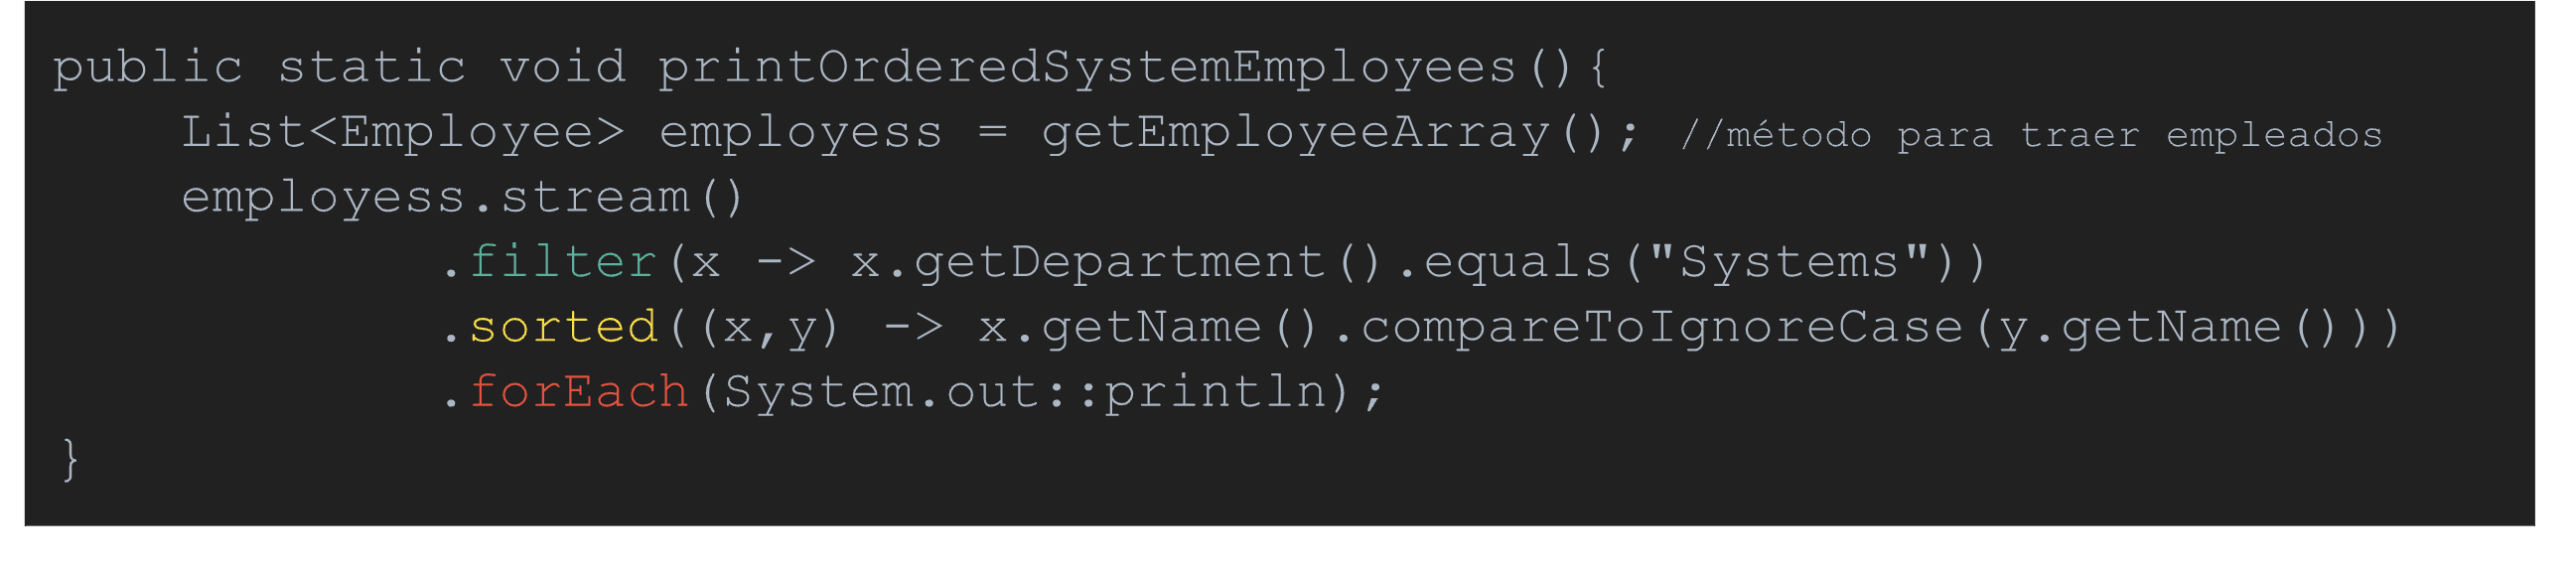 public static void printOrderedSystemEmployees(){
List<Employee> employess = getEmployeeArray(); //método para traer empleados
employess.stream()
.filter(x -> x.getDepartment().equals("Systems"))
.sorted((x,y) -> x.getName().compareToIgnoreCase(y.getName()))
.forEach(System.out::println);
}